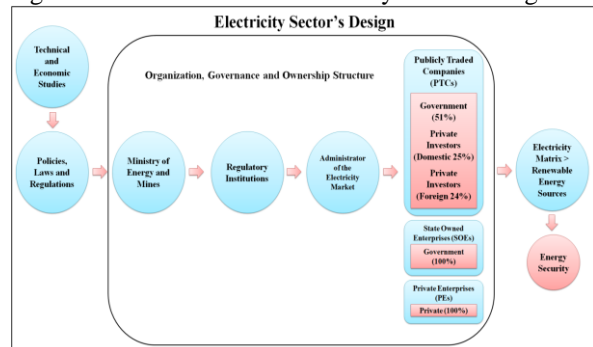 Electricity Sector's Design
Technical
and
Economic
Studies
Policies,
Laws and
Regulations
Organization, Governance and Ownership Structure
Ministry of
Energy and
Mines
Regulatory
Institutions
Administrator
of the
Electricity
Market
Publicly Traded
Companies
(PTCs)
Government
(51%)
Private
Investors
(Domestic 25%)
Private
Investors
(Foreign 24%)
State Owned
Enterprises (SOEs)
Government
(100%)
Private Enterprises
(PEs)
Private (100%)
Electricity
Matrix >
Renewable
Energy
Sources
Energy
Security